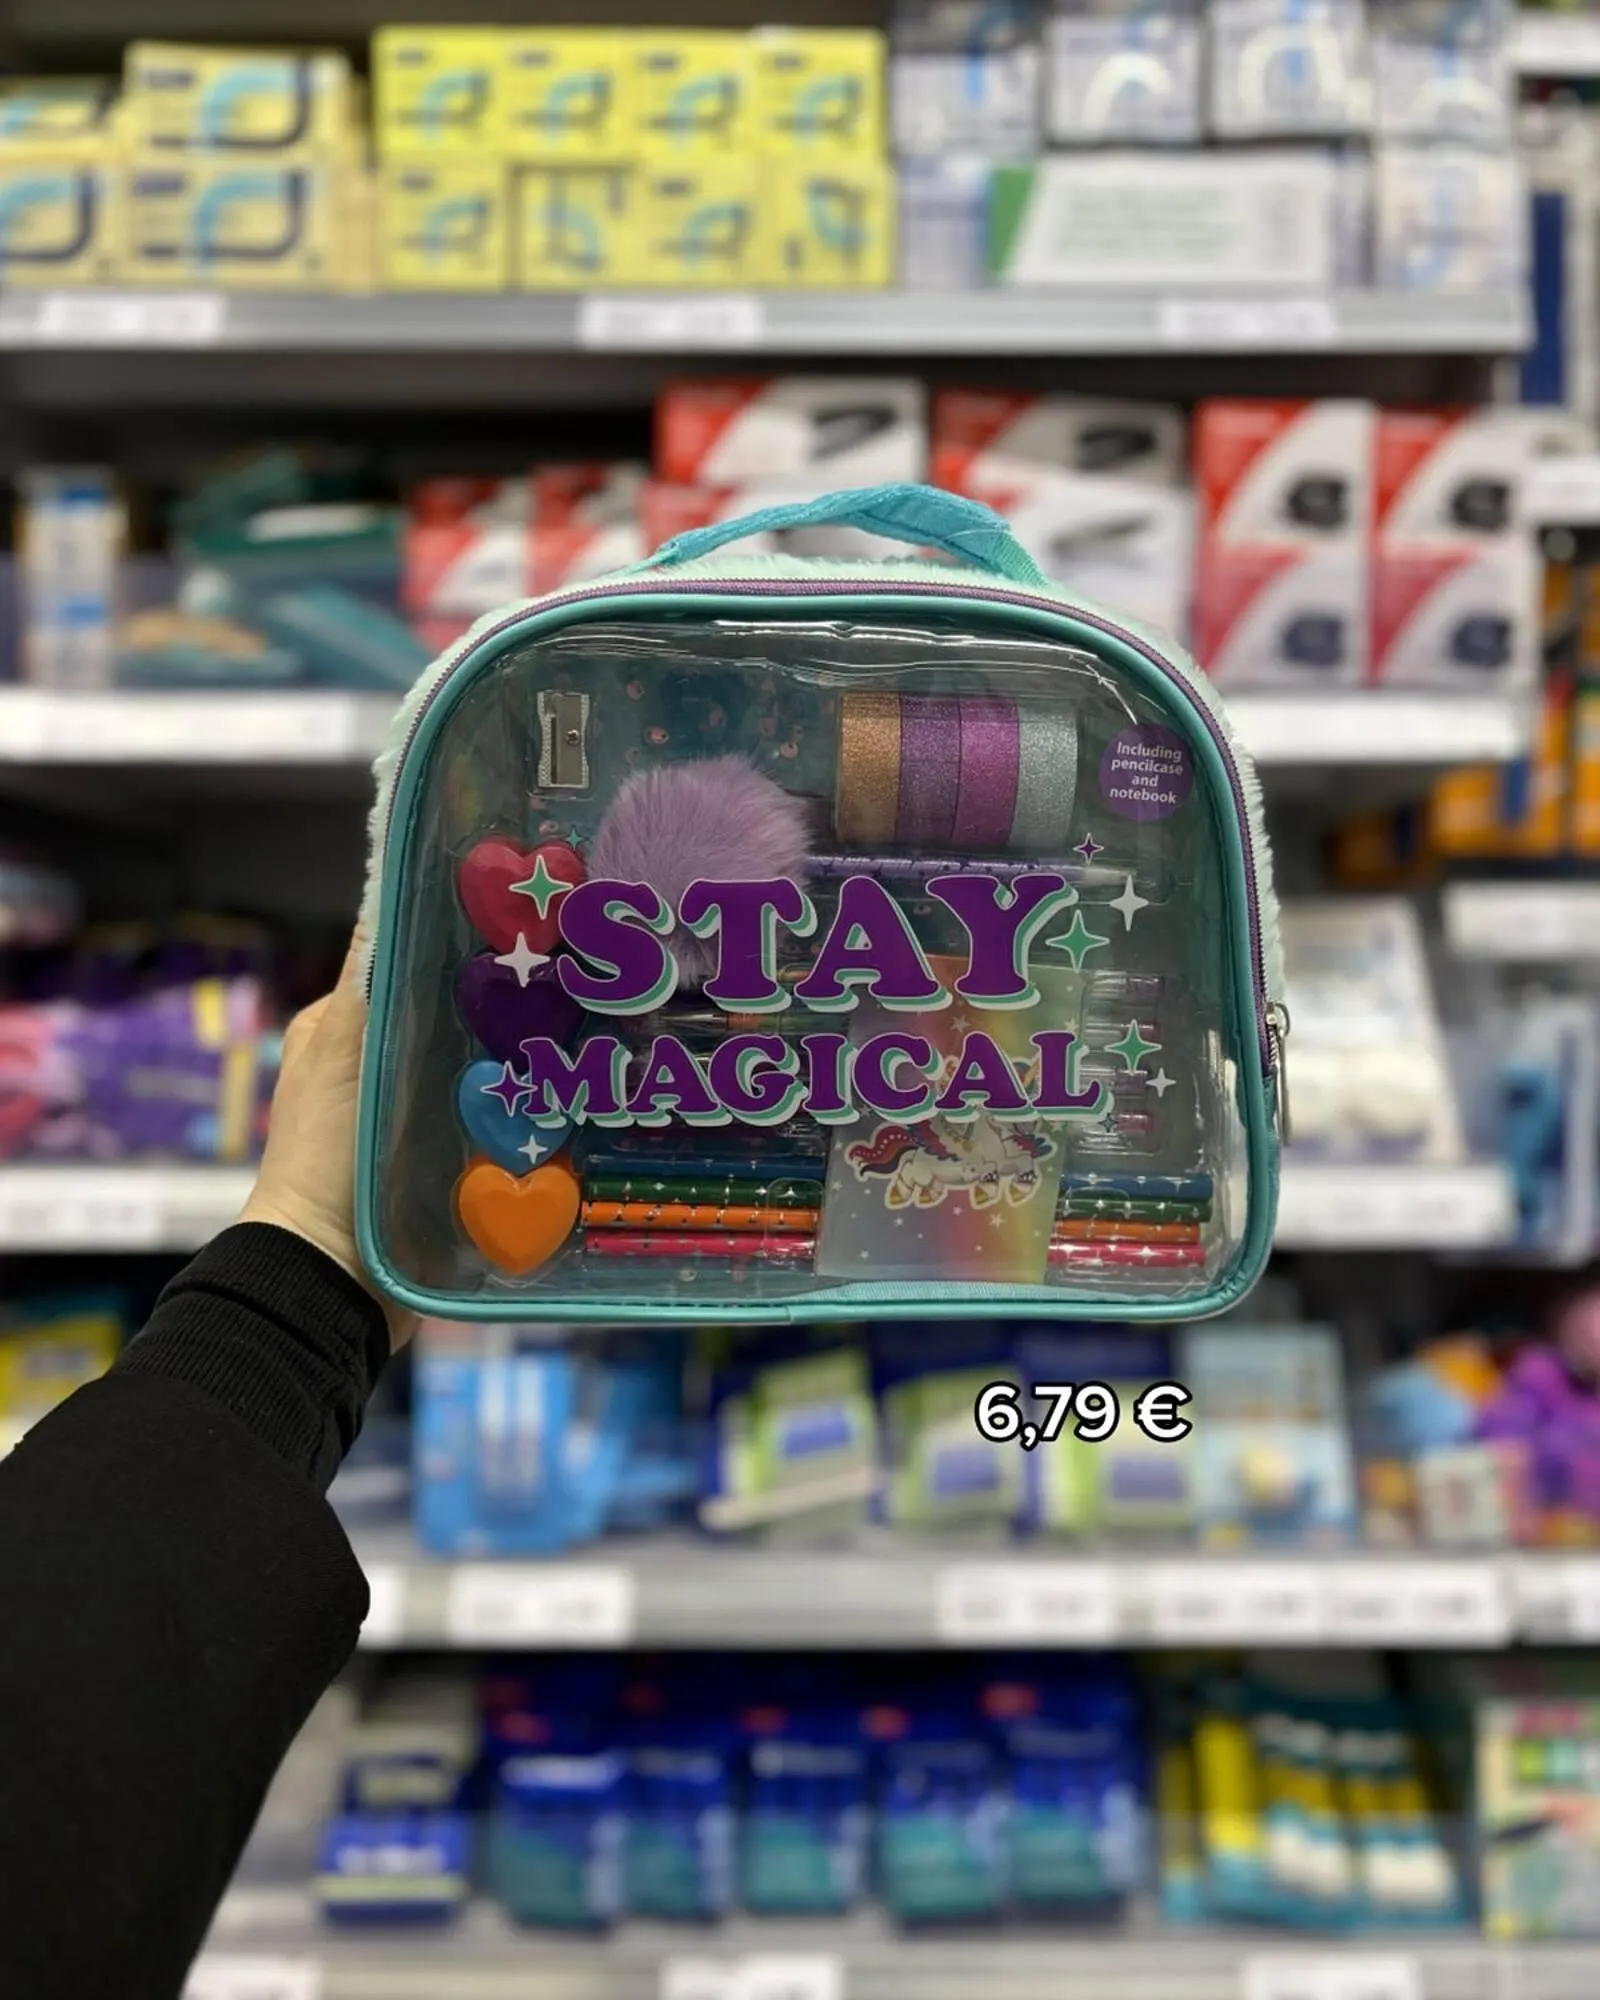 Including
pencilcase
and
notebook
STAY
MAGICAL
6,79 €